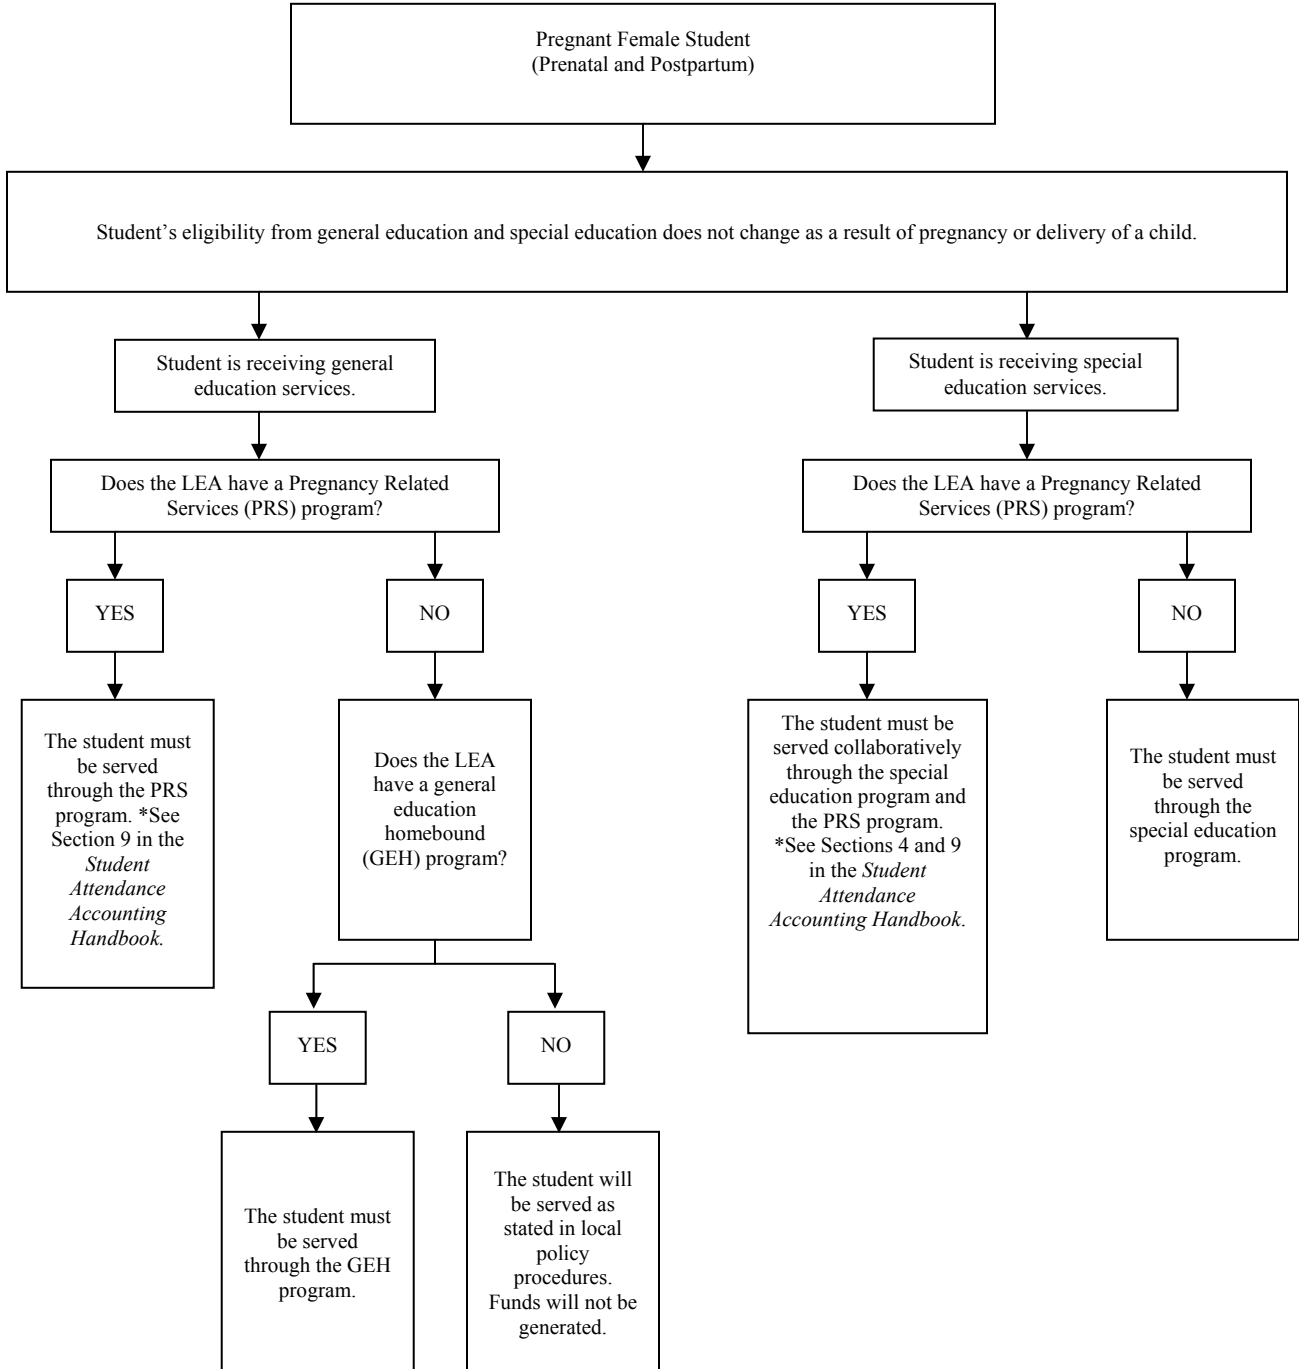 Pregnant Female Student
(Prenatal and Postpartum)
Student’s eligibility from general education and special education does not change as a result of pregnancy or delivery of a child.
Student is receiving general
education services.
Student is receiving special
education services.
Does the LEA have a Pregnancy Related
Services (PRS) program?
Does the LEA have a Pregnancy Related
Services (PRS) program?
YES
NO
YES
NO
The student must
be served
through the PRS
program. *See
Section 9 in the
Student
Attendance
Accounting
Handbook.
Does the LEA
have a general
education
homebound
(GEH) program?
The student must be
served collaboratively
through the special
education program and
the PRS program.
*See Sections 4 and 9
in the Student
Attendance
Accounting Handbook.
The student must
be served
through the
special education
program.
YES
NO
The student must
be served
through the GEH
program.
The student will
be served as
stated in local
policy
procedures.
Funds will not be
generated.